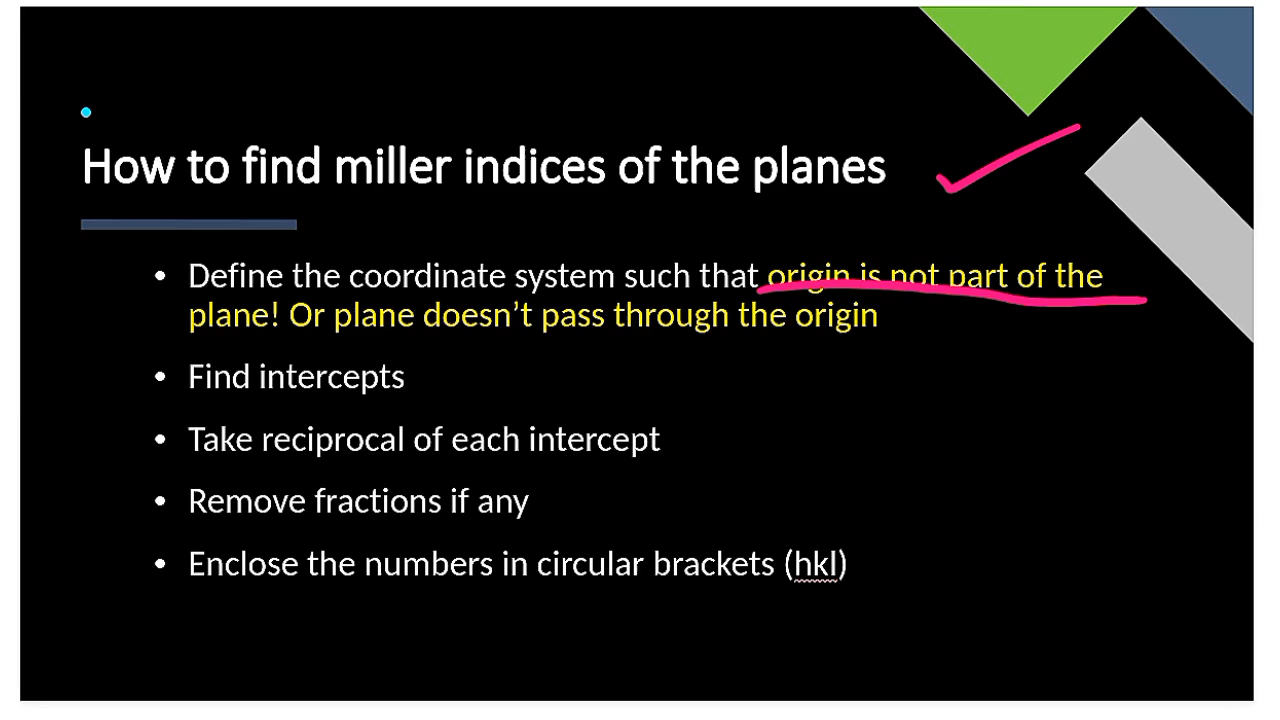 How to find miller indices of the planes
• Define the coordinate system such that origin is not part of the
plane! Or plane doesn’t pass through the origin
• Find intercepts
• Take reciprocal of each intercept
• Remove fractions if any
• Enclose the numbers in circular brackets (hkl)